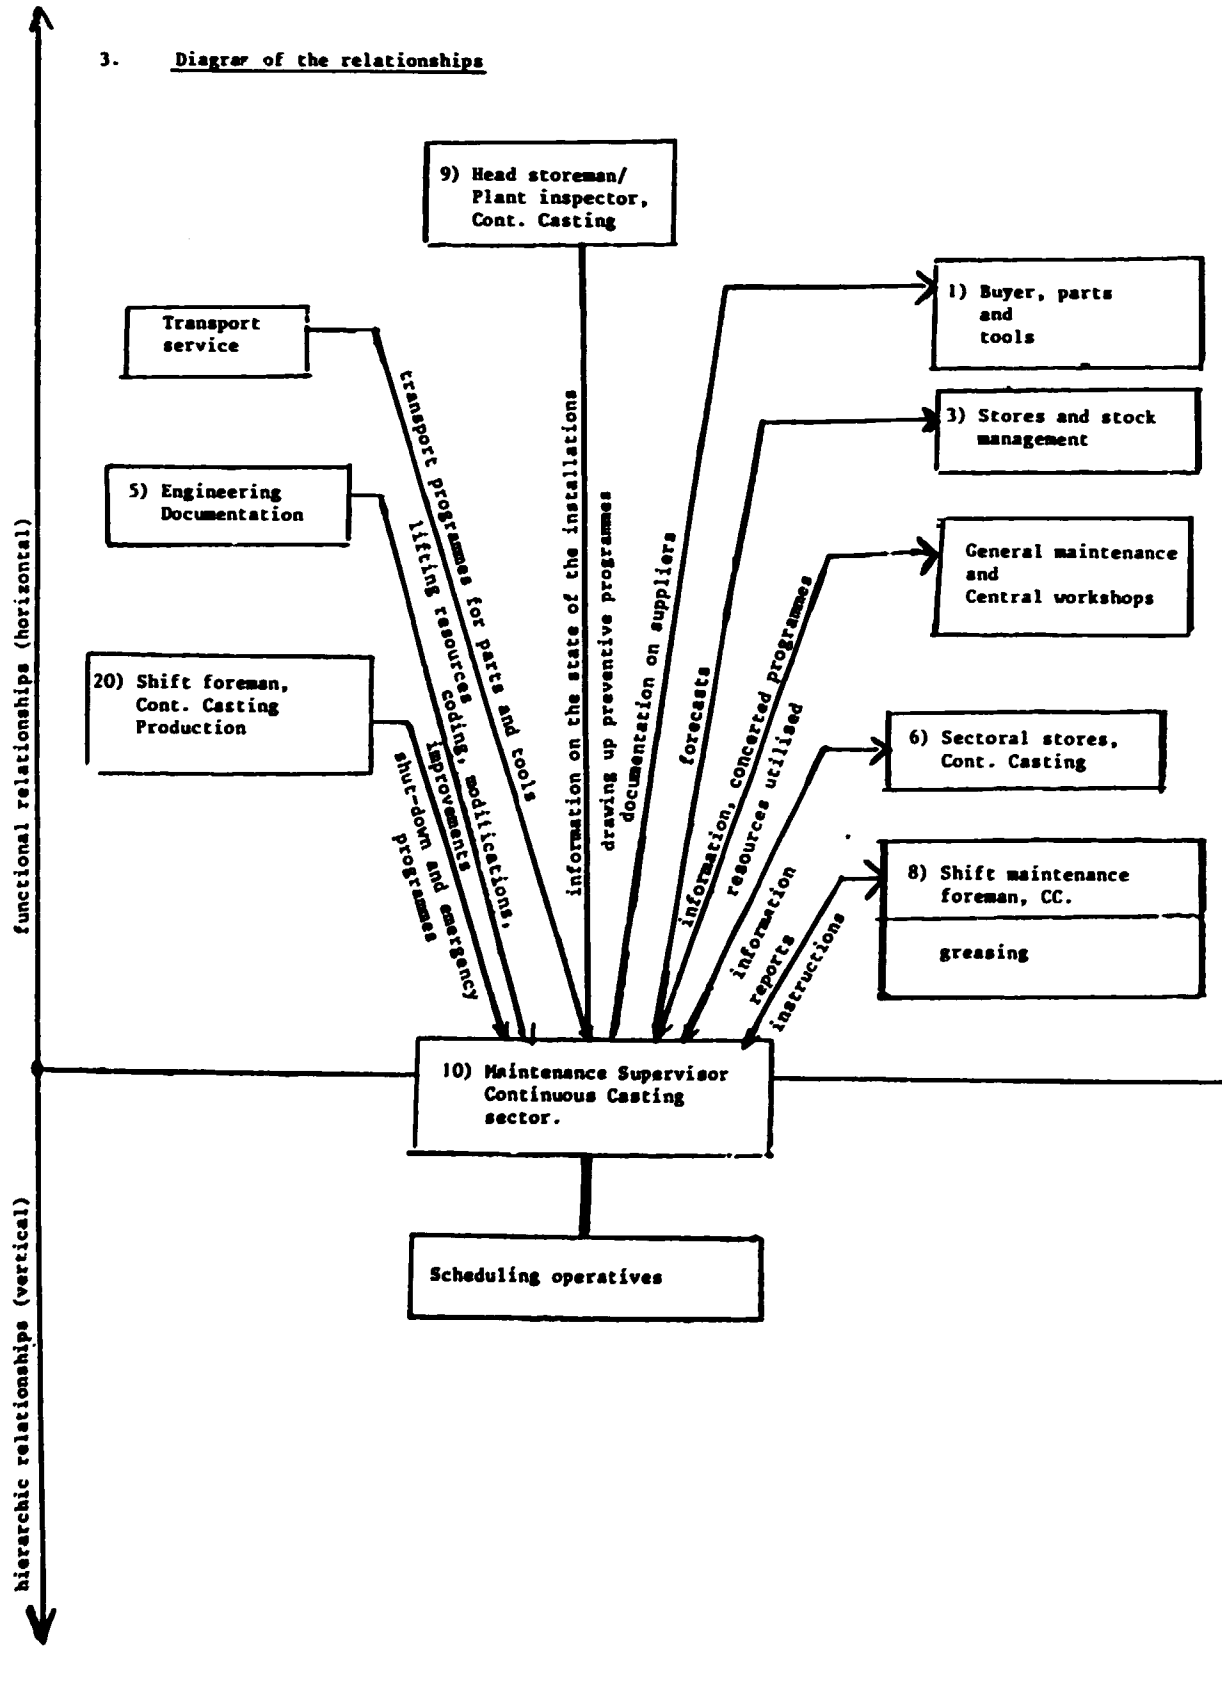 3. Diagram of the relationships
9) Head storeman/
Plant inspector,
Cont. Casting
1) Buyer, parts
and
tools
Transport
service
3) Stores and stock
management
5) Engineering
Documentation
General maintenance
and
Central workshops
20) Shift foreman,
Cont. Casting
Production
6) Sectoral stores,
Cont. Casting
8) Shift maintenance
foreman, CC.
greasing
transport programmes for parts and tools
lifting resources
coding, modifications,
improvements
shut-down and emergency
programmes
information on the state of the installations
drawing up preventive programmes
documentation on suppliers
forecasts
information, concerted programmes
resources utilised
information
reports
instructions
10) Maintenance Supervisor
Continuous Casting
sector.
Scheduling operatives
functional relationships (horizontal)
hierarchic relationships (vertical)